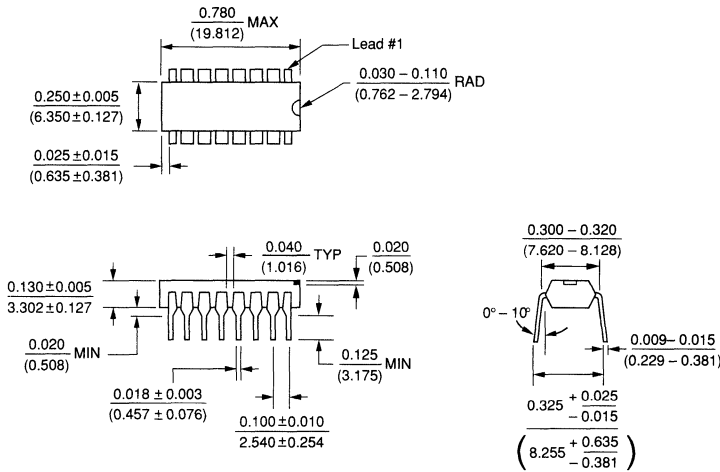 0.780 MAX
(19.812)
Lead #1
0.030 – 0.110 RAD
(0.762 – 2.794)
0.250 ± 0.005
(6.350 ± 0.127)
0.025 ± 0.015
(0.635 ± 0.381)
0.040 TYP
(1.016)
0.020
(0.508)
0.130 ± 0.005
3.302 ± 0.127
0.020 MIN
(0.508)
0.125 MIN
(3.175)
0.018 ± 0.003
(0.457 ± 0.076)
0.100 ± 0.010
2.540 ± 0.254
0.300 – 0.320
(7.620 – 8.128)
0° – 10°
0.009 – 0.015
(0.229 – 0.381)
0.325 + 0.025
– 0.015
(8.255 + 0.635
– 0.381)